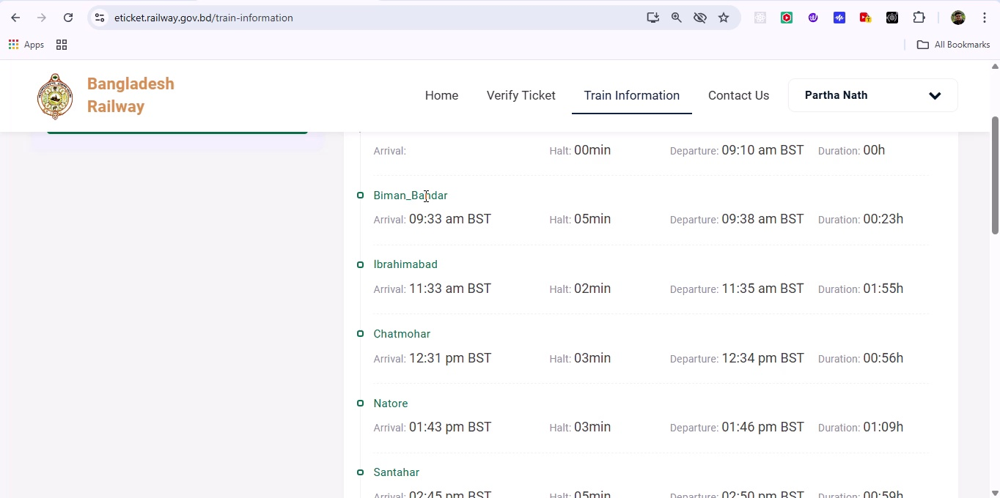 eticket.railway.gov.bd/train-information
Apps
All Bookmarks
Bangladesh
Railway
Home
Verify Ticket
Train Information
Contact Us
Partha Nath
Arrival: Halt: 00min Departure: 09:10 am BST Duration: 00h
Biman_Bandar
Arrival: 09:33 am BST Halt: 05min Departure: 09:38 am BST Duration: 00:23h
Ibrahimabad
Arrival: 11:33 am BST Halt: 02min Departure: 11:35 am BST Duration: 01:55h
Chatmohar
Arrival: 12:31 pm BST Halt: 03min Departure: 12:34 pm BST Duration: 00:56h
Natore
Arrival: 01:43 pm BST Halt: 03min Departure: 01:46 pm BST Duration: 01:09h
Santahar
Arrival: 02:45 pm BST Halt: 05min Departure: 02:50 pm BST Duration: 00:59h